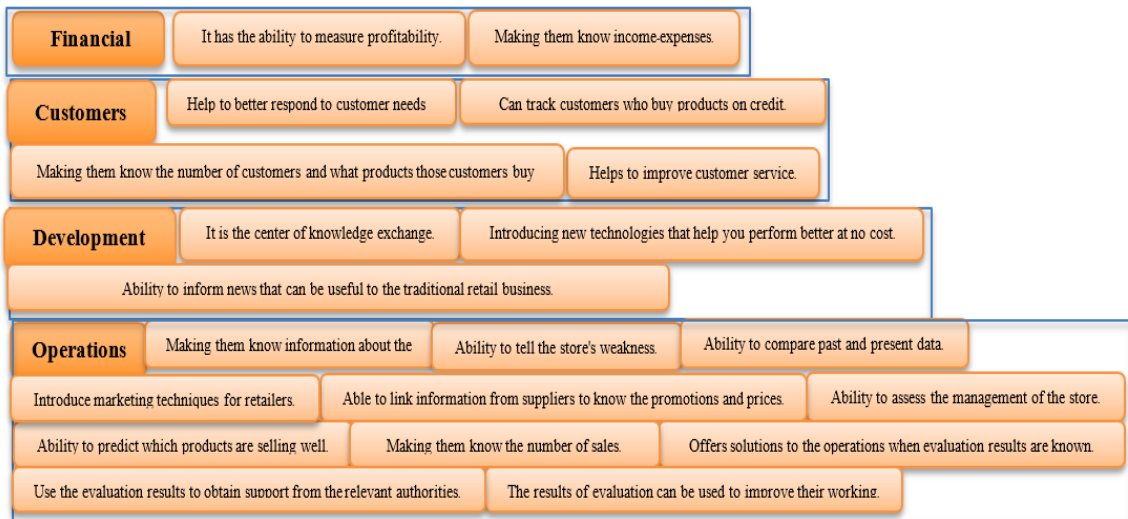 Financial
It has the ability to measure profitability.
Making them know income-expenses.
Customers
Help to better respond to customer needs
Can track customers who buy products on credit.
Making them know the number of customers and what products those customers buy
Helps to improve customer service.
Development
It is the center of knowledge exchange.
Introducing new technologies that help you perform better at no cost.
Ability to inform news that can be useful to the traditional retail business.
Operations
Making them know information about the
Ability to tell the store's weakness.
Ability to compare past and present data.
Introduce marketing techniques for retailers.
Able to link information from suppliers to know the promotions and prices.
Ability to assess the management of the store.
Ability to predict which products are selling well.
Making them know the number of sales.
Offers solutions to the operations when evaluation results are known.
Use the evaluation results to obtain support from the relevant authorities.
The results of evaluation can be used to improve their working.